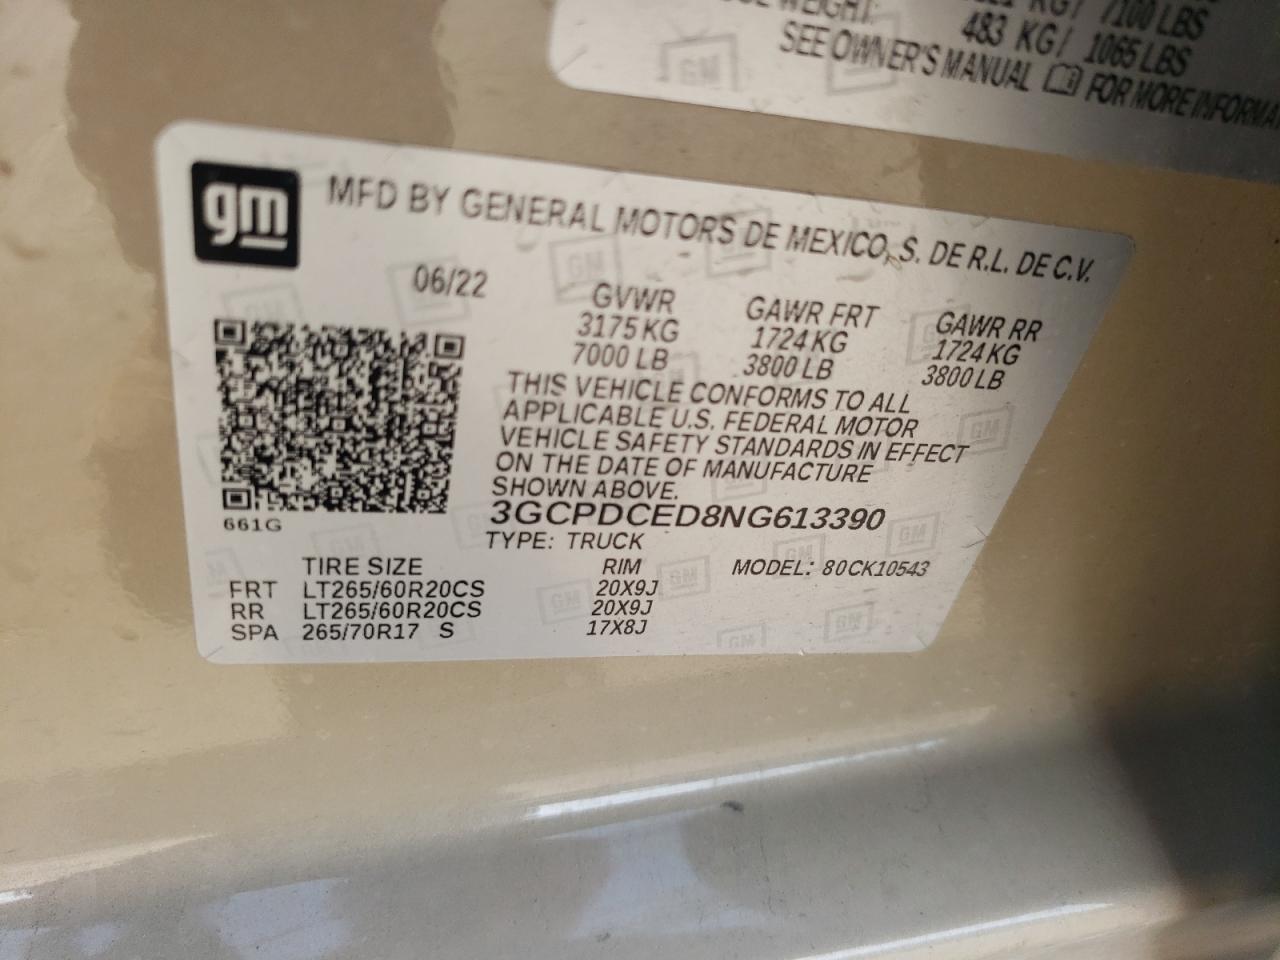 7100 LBS
483 KG/ 1065 LBS
SEE OWNER'S MANUAL FOR MORE
gm
MFD BY GENERAL MOTORS DE MEXICO, S. DE R.L. DE C.V.
06/22
GVWR GAWR FRT GAWR RR
3175 KG 1724 KG 1724 KG
7000 LB 3800 LB 3800 LB
THIS VEHICLE CONFORMS TO ALL
APPLICABLE U.S. FEDERAL MOTOR
VEHICLE SAFETY STANDARDS IN EFFECT
ON THE DATE OF MANUFACTURE
SHOWN ABOVE.
661G
3GCPDCED8NG613390
TYPE: TRUCK
TIRE SIZE RIM MODEL: 80CK10543
FRT LT265/60R20CS 20X9J
RR LT265/60R20CS 20X9J
SPA 265/70R17 S 17X8J